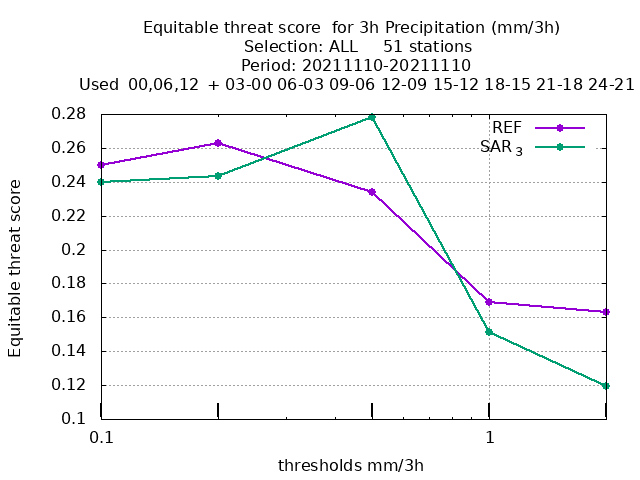 Equitable threat score  for 3h Precipitation (mm/3h)
Selection: ALL     51 stations
Period: 20211110-20211110
Used  00,06,12  + 03-00 06-03 09-06 12-09 15-12 18-15 21-18 24-21
0.28
0.26
0.24
0.22
0.2
0.18
0.16
0.14
0.12
0.1
Equitable threat score
REF
SAR 3
0.1
1
thresholds mm/3h